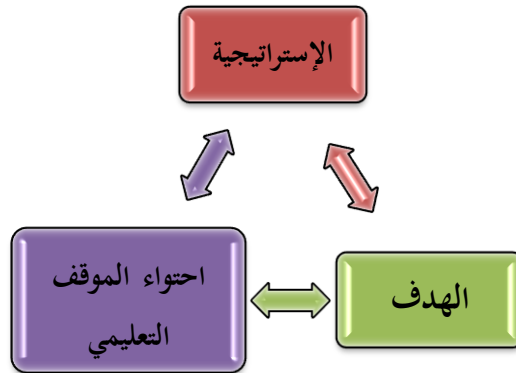 الإستراتيجية
الهدف
احتواء الموقف
التعليمي